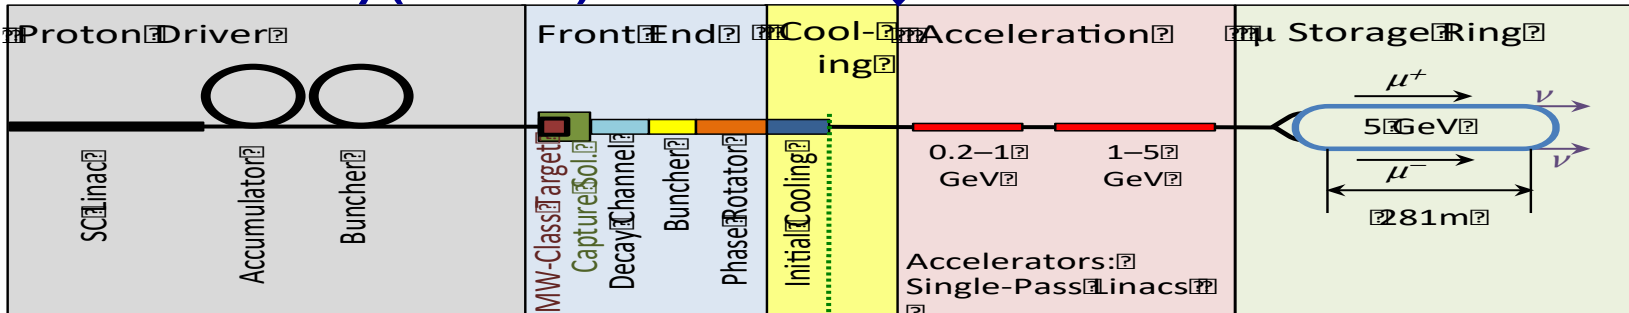 Proton Driver
Front End
Cool-
ing
Acceleration
μ Storage Ring
μ+
ν
5 GeV
ν
μ–
281m
0.2–1
GeV
1–5
GeV
SC Linac
Accumulator
Buncher
MW-Class Target
Capture Sol.
Decay Channel
Buncher
Phase Rotator
Initial Cooling
Accelerators:
Single-Pass Linacs